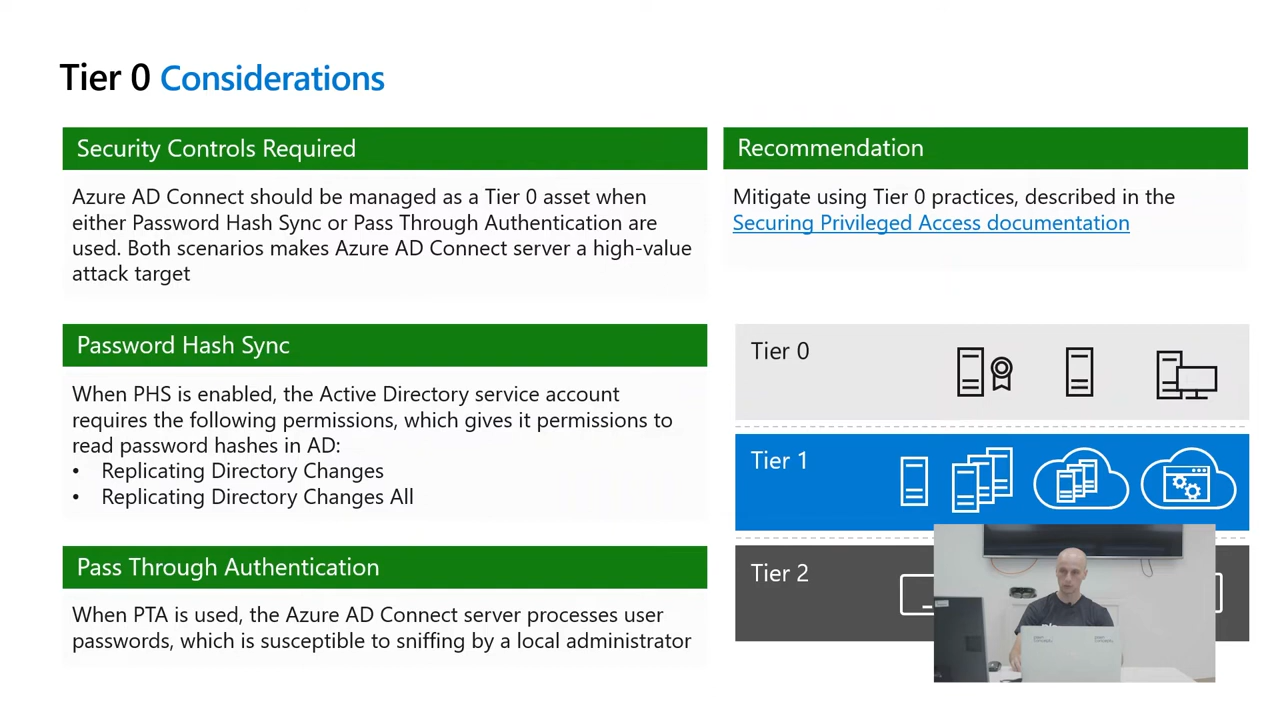 Tier 0 Considerations
Security Controls Required
Azure AD Connect should be managed as a Tier 0 asset when
either Password Hash Sync or Pass Through Authentication are
used. Both scenarios makes Azure AD Connect server a high-value
attack target
Password Hash Sync
When PHS is enabled, the Active Directory service account
requires the following permissions, which gives it permissions to
read password hashes in AD:
• Replicating Directory Changes
• Replicating Directory Changes All
Pass Through Authentication
When PTA is used, the Azure AD Connect server processes user
passwords, which is susceptible to sniffing by a local administrator
Recommendation
Mitigate using Tier 0 practices, described in the
Securing Privileged Access documentation
Tier 0
Tier 1
Tier 2